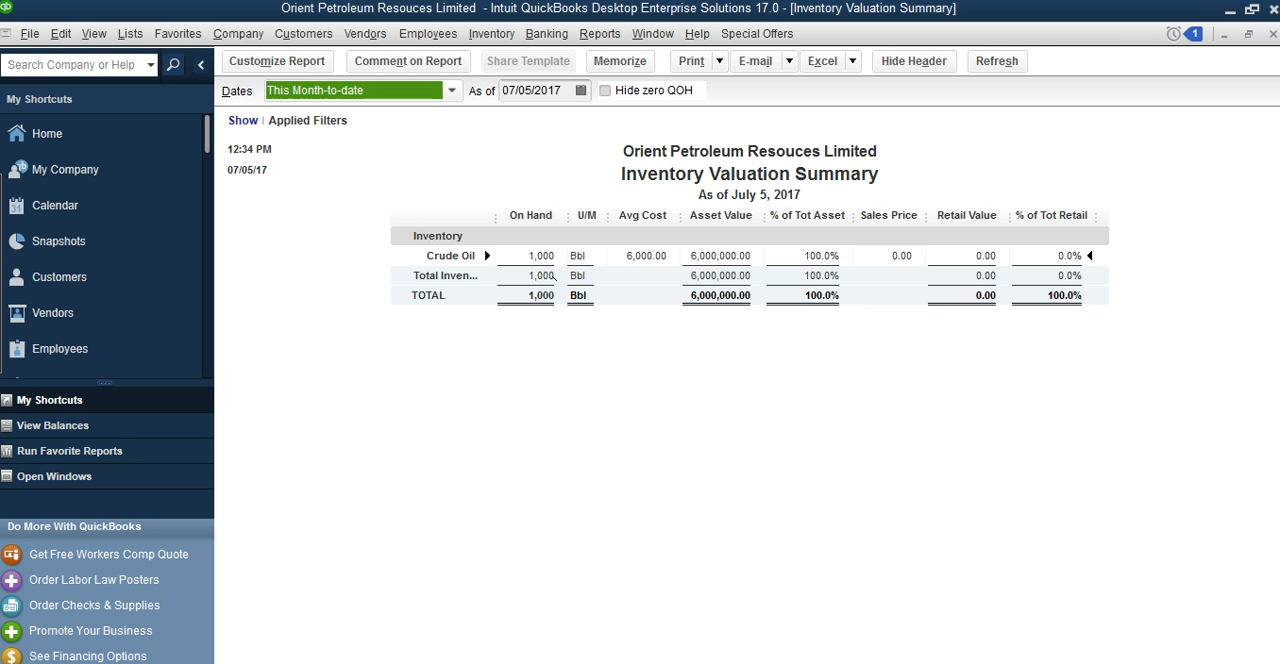 qb Orient Petroleum Resouces Limited - Intuit QuickBooks Desktop Enterprise Solutions 17.0 - [Inventory Valuation Summary]
File Edit View Lists Favorites Company Customers Vendors Employees Inventory Banking Reports Window Help Special Offers 1
Search Company or Help Customize Report Comment on Report Share Template Memorize Print E-mail Excel Hide Header Refresh
Dates This Month-to-date As of 07/05/2017 Hide zero QOH
My Shortcuts
Home
My Company
31 Calendar
Snapshots
Customers
Vendors
Employees
My Shortcuts
View Balances
Run Favorite Reports
Open Windows
Do More With QuickBooks
Get Free Workers Comp Quote
Order Labor Law Posters
Order Checks & Supplies
Promote Your Business
$ See Financing Options
Show | Applied Filters
12:34 PM
07/05/17
Orient Petroleum Resouces Limited
Inventory Valuation Summary
As of July 5, 2017
On Hand U/M Avg Cost Asset Value % of Tot Asset Sales Price Retail Value % of Tot Retail
Inventory
Crude Oil 1,000 Bbl 6,000.00 6,000,000.00 100.0% 0.00 0.00 0.0%
Total Inven... 1,000 Bbl 6,000,000.00 100.0% 0.00 0.0%
TOTAL 1,000 Bbl 6,000,000.00 100.0% 0.00 100.0%